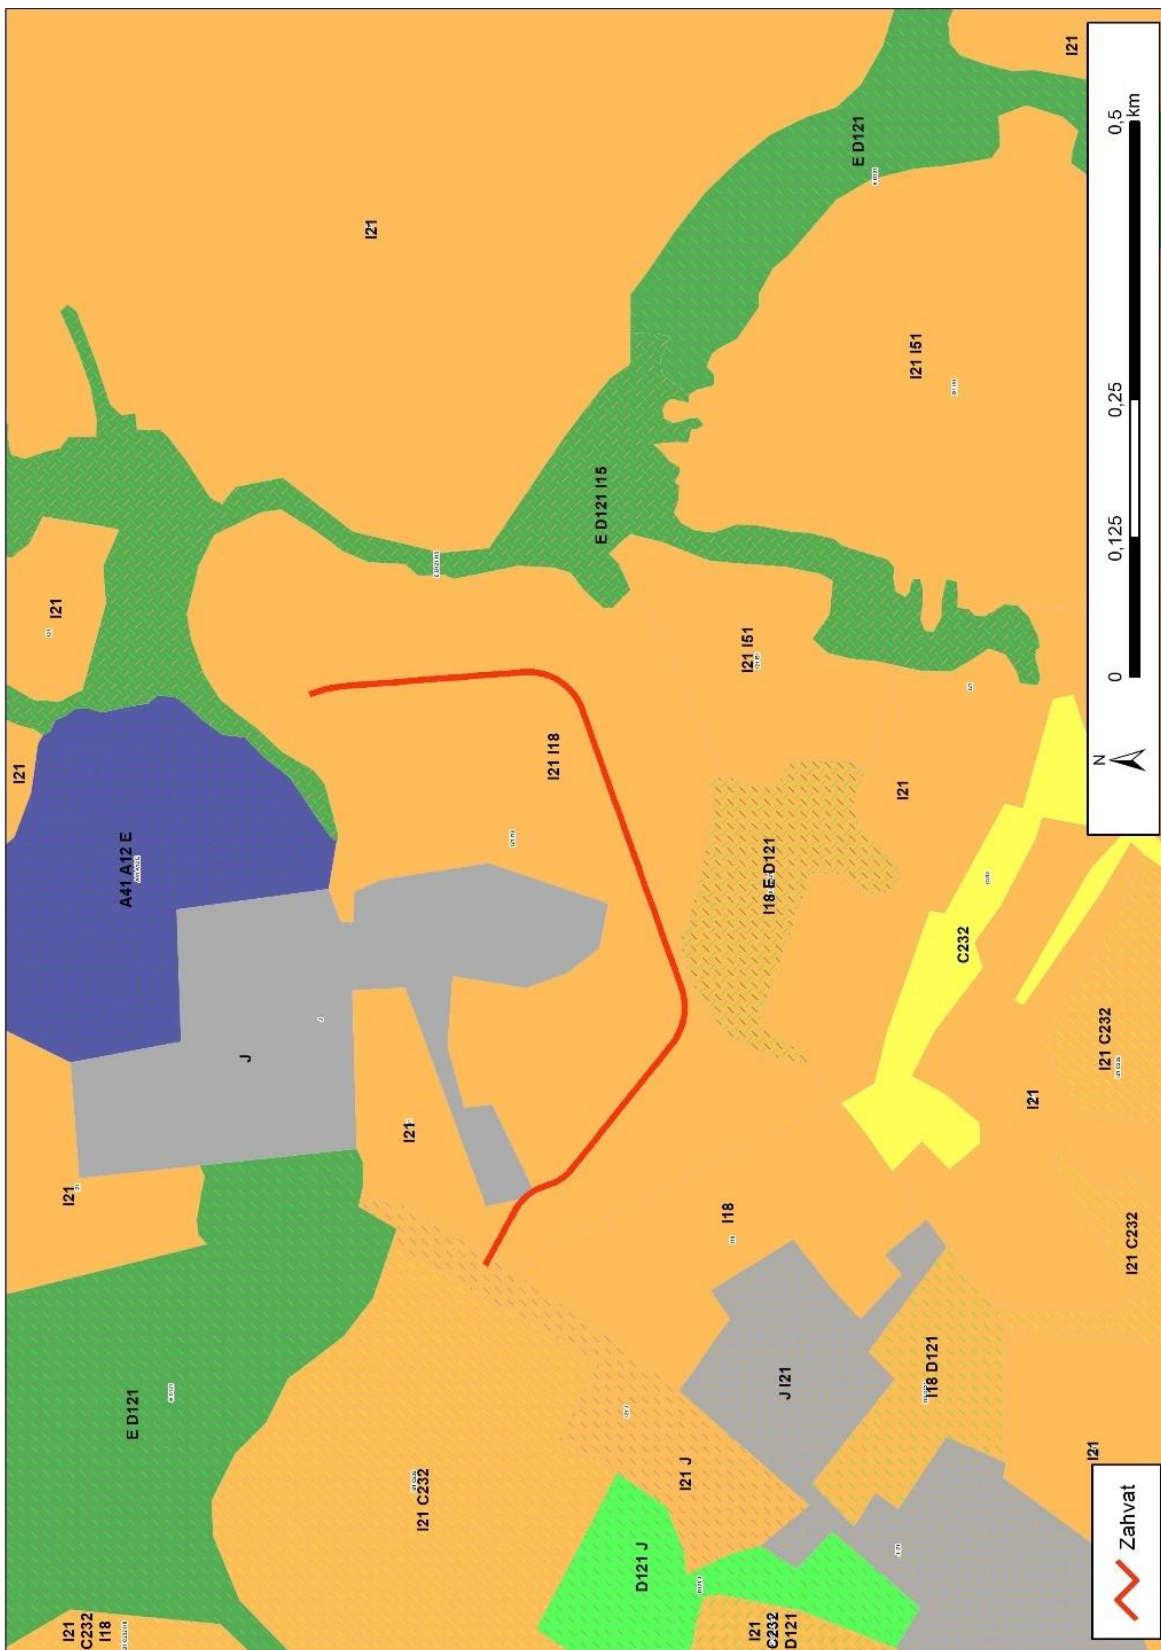 I21
I21
I21
C232
I18
I21
A41 A12 E
E D121
J
I21
I21
I21 C232
I21 I18
E D121 I15
D121 J
I21 J
I18
I21 I51
I21
C232
D121
I18 E D121
J I21
E D121
I21
I21 I51
I18 D121
C232
I21
I21
I21
I21 C232
I21 C232
Zahvat
N
0 0,125 0,25 0,5
km